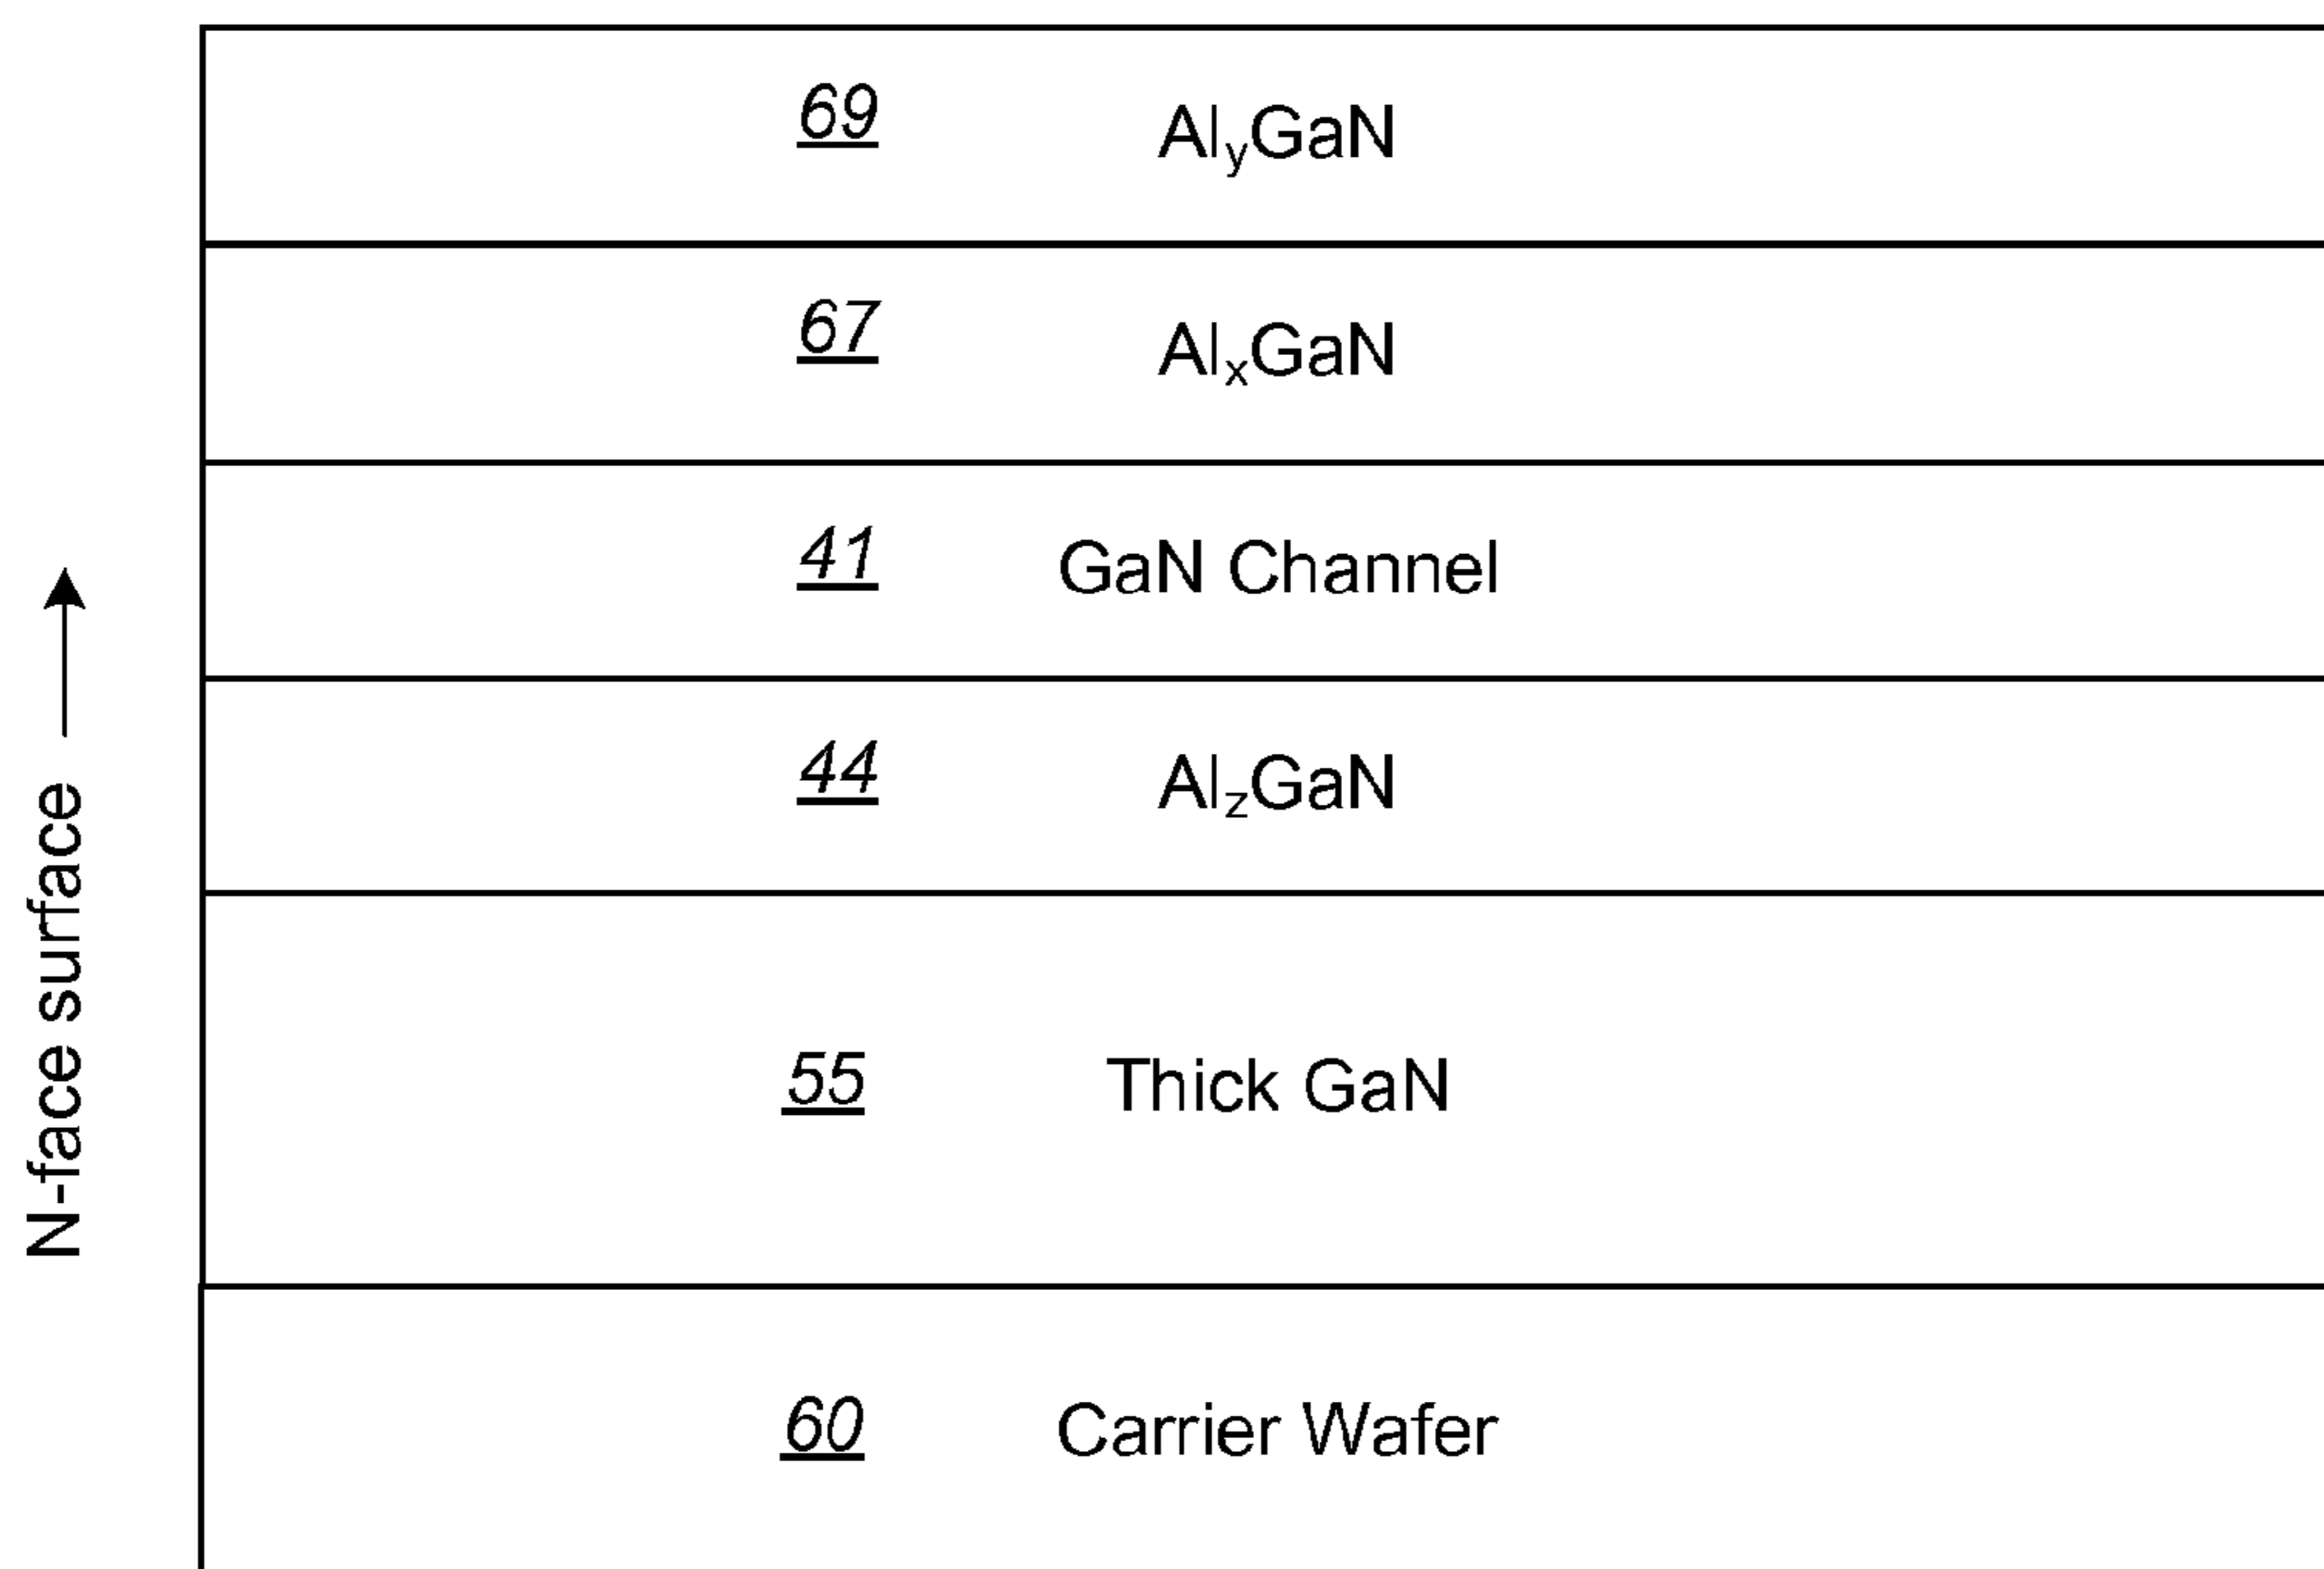 69 AlyGaN
67 AlxGaN
41 GaN Channel
44 AlzGaN
55 Thick GaN
60 Carrier Wafer
N-face surface